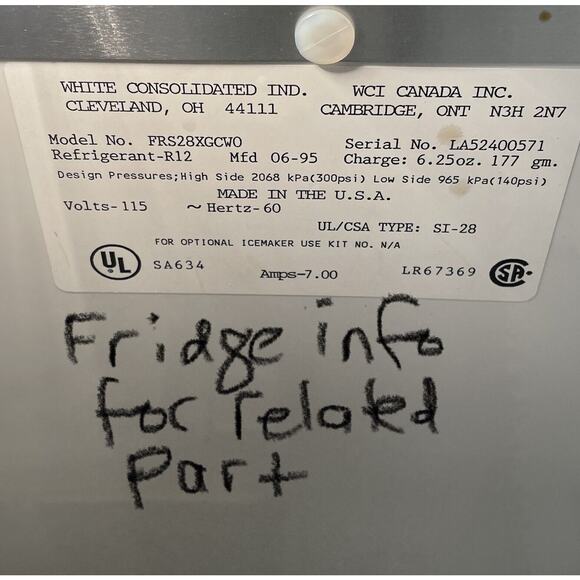 WHITE CONSOLIDATED IND. WCI CANADA INC.
CLEVELAND, OH 44111 CAMBRIDGE, ONT N3H 2N7
Model No. FRS28XGCW0 Serial No. LA52400571
Refrigerant-R12 Mfd 06-95 Charge: 6.25oz. 177 gm.
Design Pressures;High Side 2068 kPa(300psi) Low Side 965 kPa(140psi)
MADE IN THE U.S.A.
Volts-115 ~ Hertz-60
UL/CSA TYPE: SI-28
FOR OPTIONAL ICEMAKER USE KIT NO. N/A
UL SA634 Amps-7.00 LR67369 SA
Fridge info
for related
part